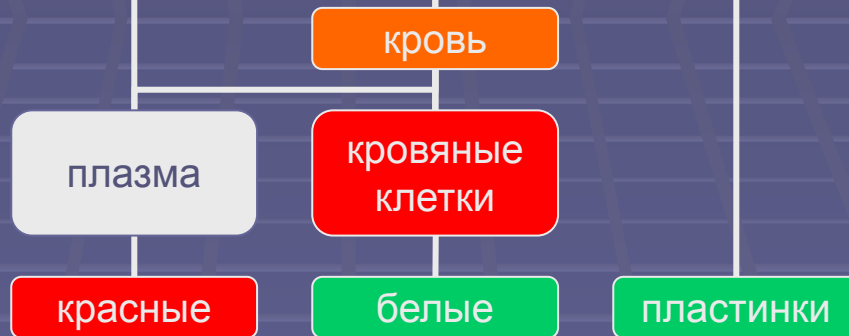 кровь
плазма
кровяные
клетки
красные
белые
пластинки